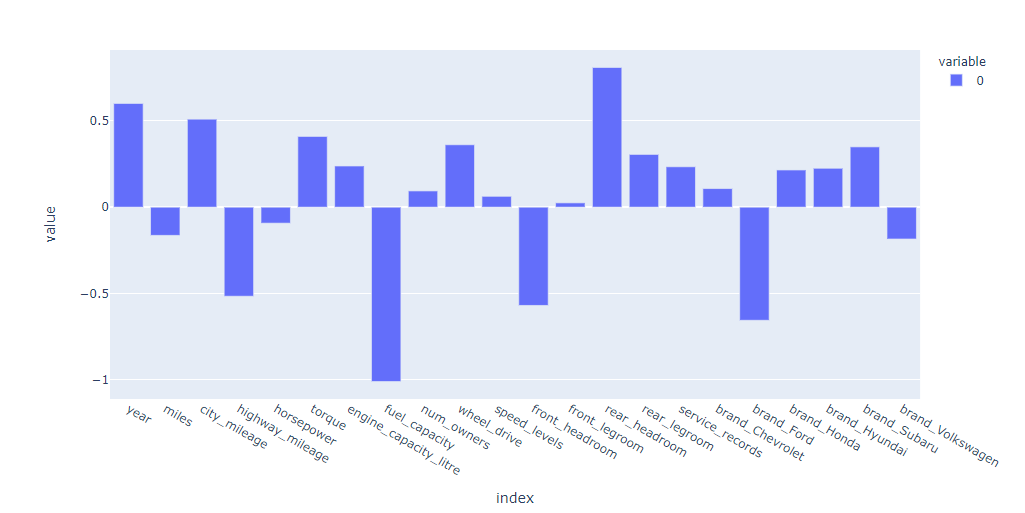 variable
0
0.5
0
−0.5
−1
value
year
miles
city_mileage
highway_mileage
horsepower
torque
engine_capacity_litre
fuel_capacity
num_owners
wheel_drive
speed_levels
front_headroom
front_legroom
rear_headroom
rear_legroom
service_records
brand_Chevrolet
brand_Ford
brand_Honda
brand_Hyundai
brand_Subaru
brand_Volkswagen
index